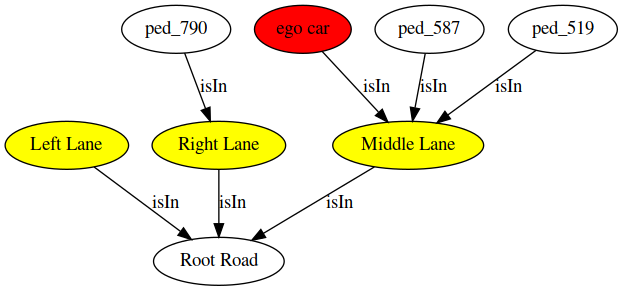 ped_790
ego car
ped_587
ped_519
isIn
isIn
isIn
isIn
Left Lane
Right Lane
Middle Lane
isIn
isIn
isIn
Root Road